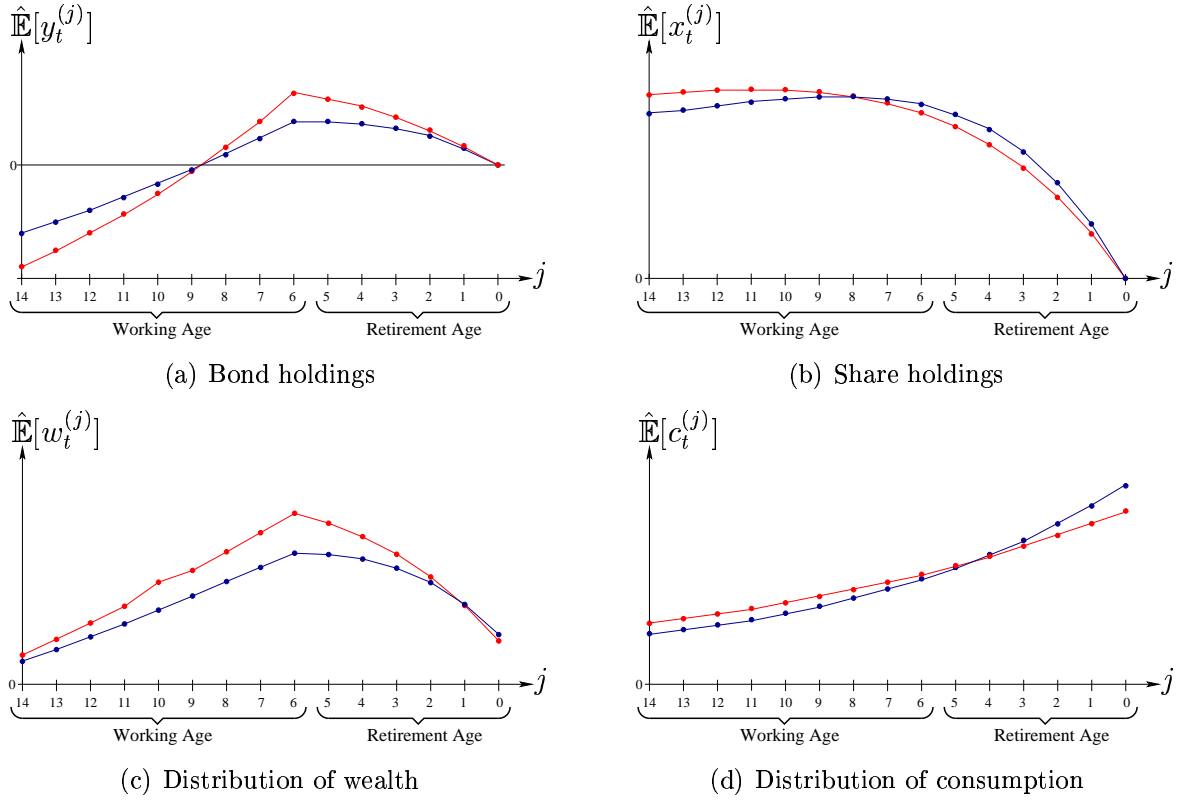 𝔼̂[y_t^{(j)}]
0
j
14 13 12 11 10 9 8 7 6 5 4 3 2 1 0
Working Age Retirement Age
(a) Bond holdings
𝔼̂[x_t^{(j)}]
0
j
14 13 12 11 10 9 8 7 6 5 4 3 2 1 0
Working Age Retirement Age
(b) Share holdings
𝔼̂[w_t^{(j)}]
0
j
14 13 12 11 10 9 8 7 6 5 4 3 2 1 0
Working Age Retirement Age
(c) Distribution of wealth
𝔼̂[c_t^{(j)}]
0
j
14 13 12 11 10 9 8 7 6 5 4 3 2 1 0
Working Age Retirement Age
(d) Distribution of consumption